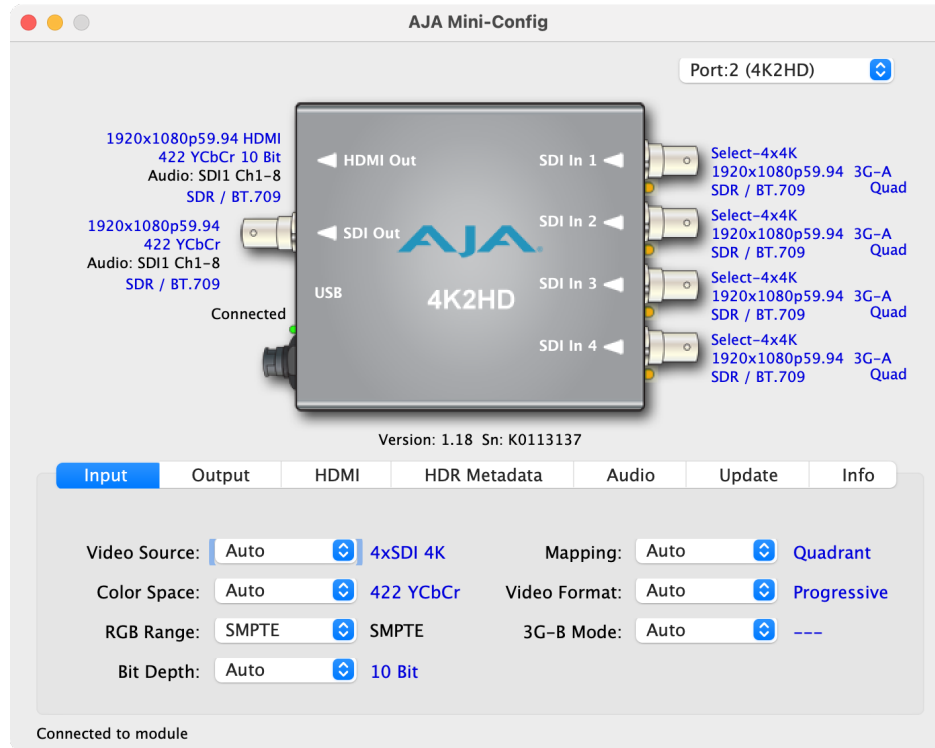 AJA Mini-Config
Port:2 (4K2HD)
1920x1080p59.94 HDMI
422 YCbCr 10 Bit
Audio: SDI1 Ch1-8
SDR / BT.709
1920x1080p59.94
422 YCbCr
Audio: SDI1 Ch1-8
SDR / BT.709
Connected
HDMI Out
SDI Out
USB
AJA
4K2HD
SDI In 1
SDI In 2
SDI In 3
SDI In 4
Select-4x4K
1920x1080p59.94 3G-A
SDR / BT.709 Quad
Select-4x4K
1920x1080p59.94 3G-A
SDR / BT.709 Quad
Select-4x4K
1920x1080p59.94 3G-A
SDR / BT.709 Quad
Select-4x4K
1920x1080p59.94 3G-A
SDR / BT.709 Quad
Version: 1.18 Sn: K0113137
Input Output HDMI HDR Metadata Audio Update Info
Video Source: Auto 4xSDI 4K
Color Space: Auto 422 YCbCr
RGB Range: SMPTE SMPTE
Bit Depth: Auto 10 Bit
Mapping: Auto Quadrant
Video Format: Auto Progressive
3G-B Mode: Auto ---
Connected to module